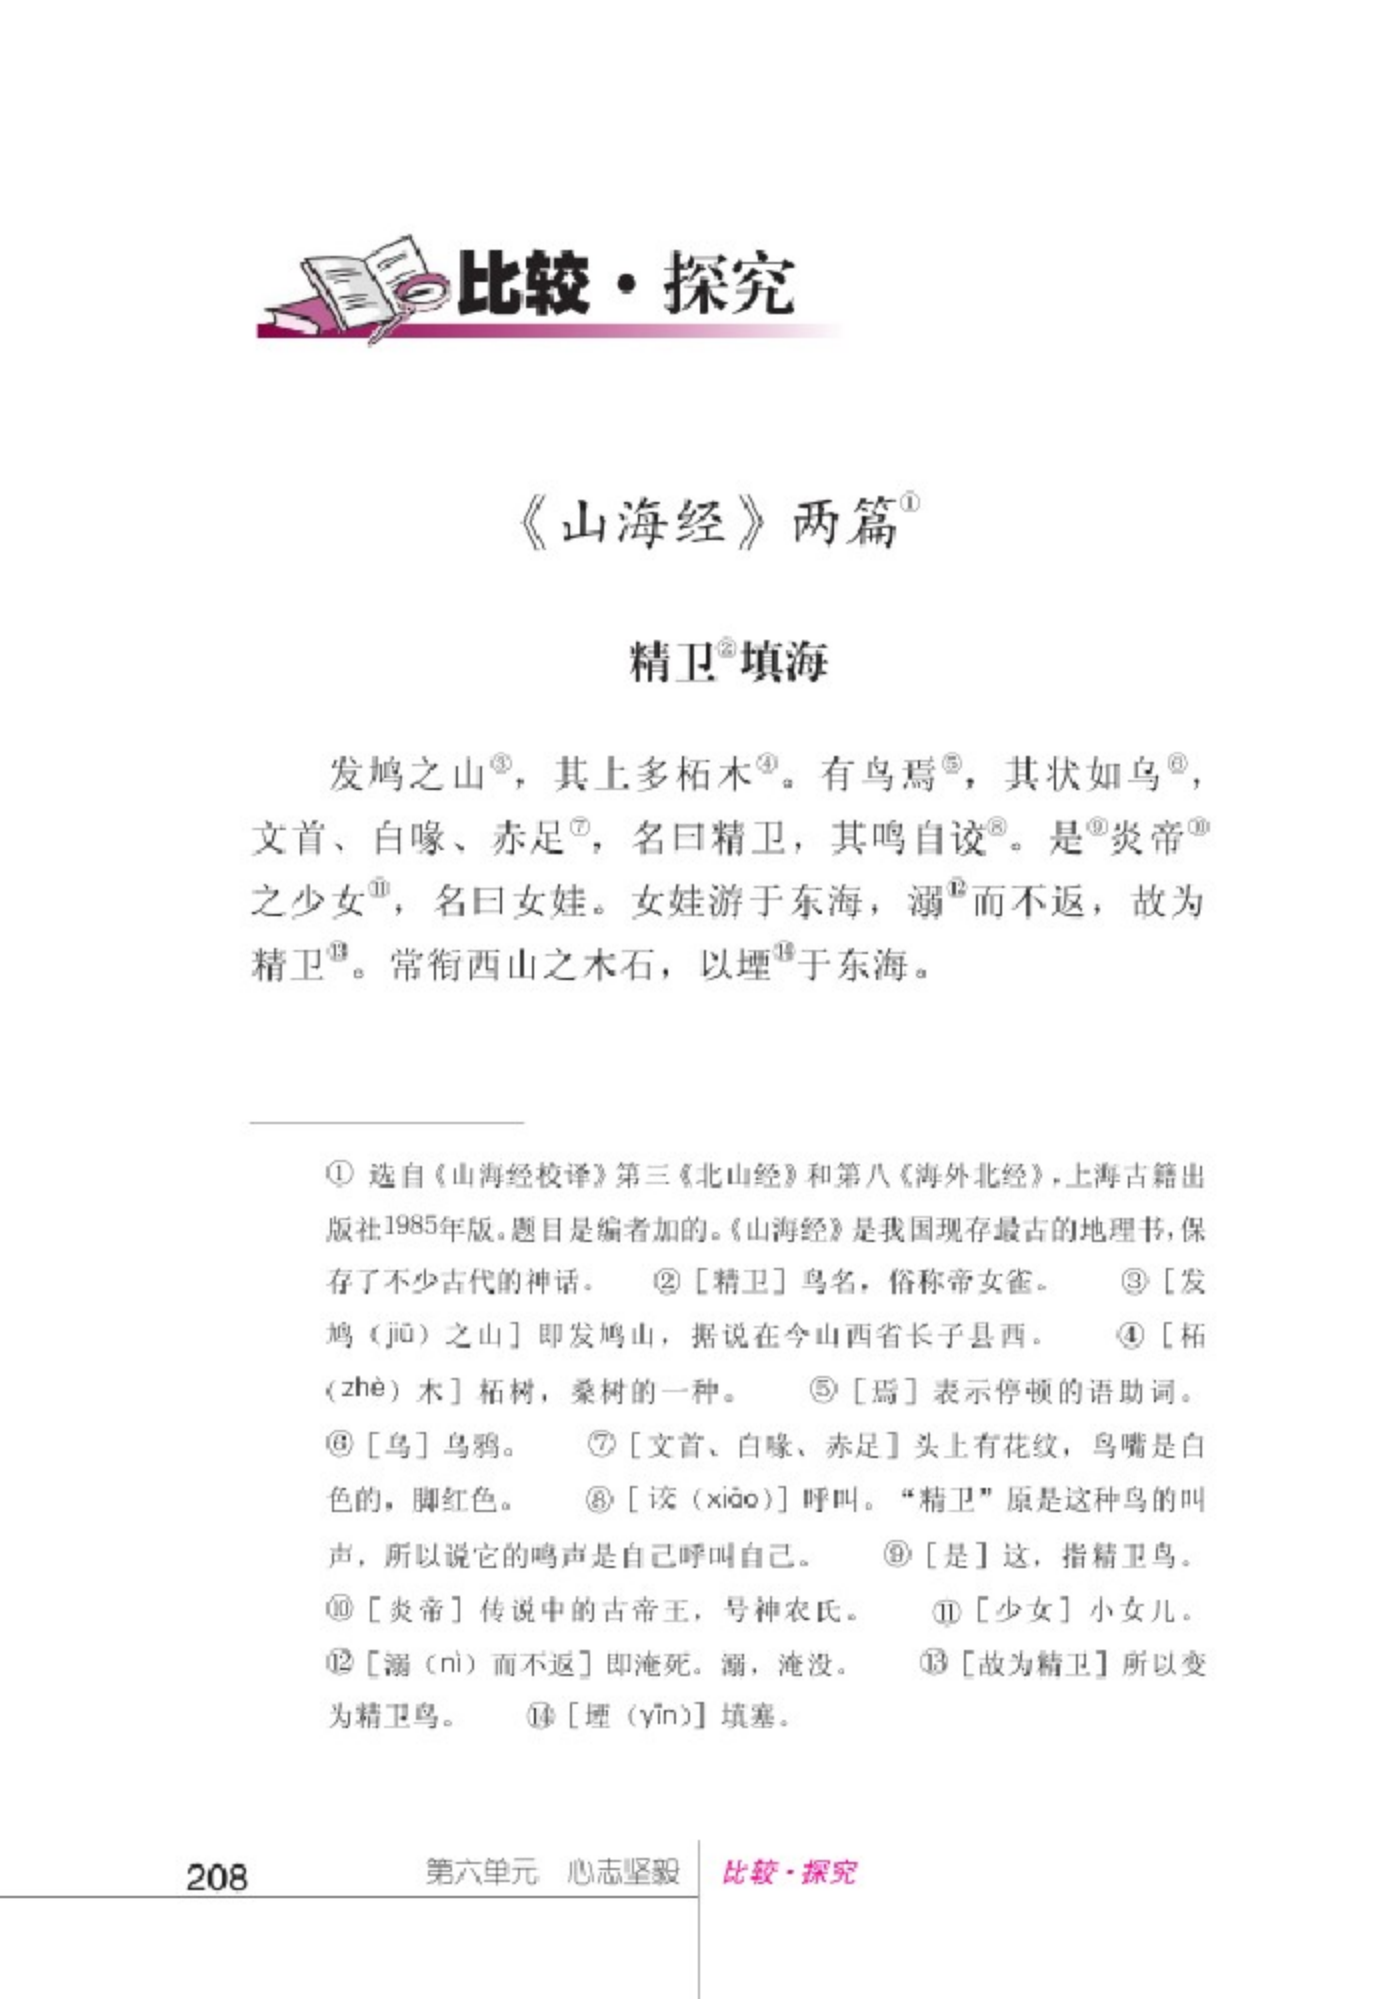 比较·探究
《山海经》两篇①
精卫②填海
发鸠之山③，其上多柘木④。有鸟焉⑤，其状如乌⑥，
文首、白喙、赤足⑦，名曰精卫，其鸣自詨⑧。是⑨炎帝⑩
之少女⑪，名曰女娃。女娃游于东海，溺⑫而不返，故为
精卫⑬。常衔西山之木石，以堙⑭于东海。
① 选自《山海经校译》第三《北山经》和第八《海外北经》，上海古籍出
版社1985年版。题目是编者加的。《山海经》是我国现存最古的地理书，保
存了不少古代的神话。 ②［精卫］鸟名，俗称帝女雀。 ③［发
鸠（jiū）之山］即发鸠山，据说在今山西省长子县西。 ④［柘
（zhè）木］柘树，桑树的一种。 ⑤［焉］表示停顿的语助词。
⑥［乌］乌鸦。 ⑦［文首、白喙、赤足］头上有花纹，鸟嘴是白
色的，脚红色。 ⑧［詨（xiāo）］呼叫。“精卫”原是这种鸟的叫
声，所以说它的鸣声是自己呼叫自己。 ⑨［是］这，指精卫鸟。
⑩［炎帝］传说中的古帝王，号神农氏。 ⑪［少女］小女儿。
⑫［溺（nì）而不返］即淹死。溺，淹没。 ⑬［故为精卫］所以变
为精卫鸟。 ⑭［堙（yīn）］填塞。
208 第六单元 心志坚毅 比较·探究